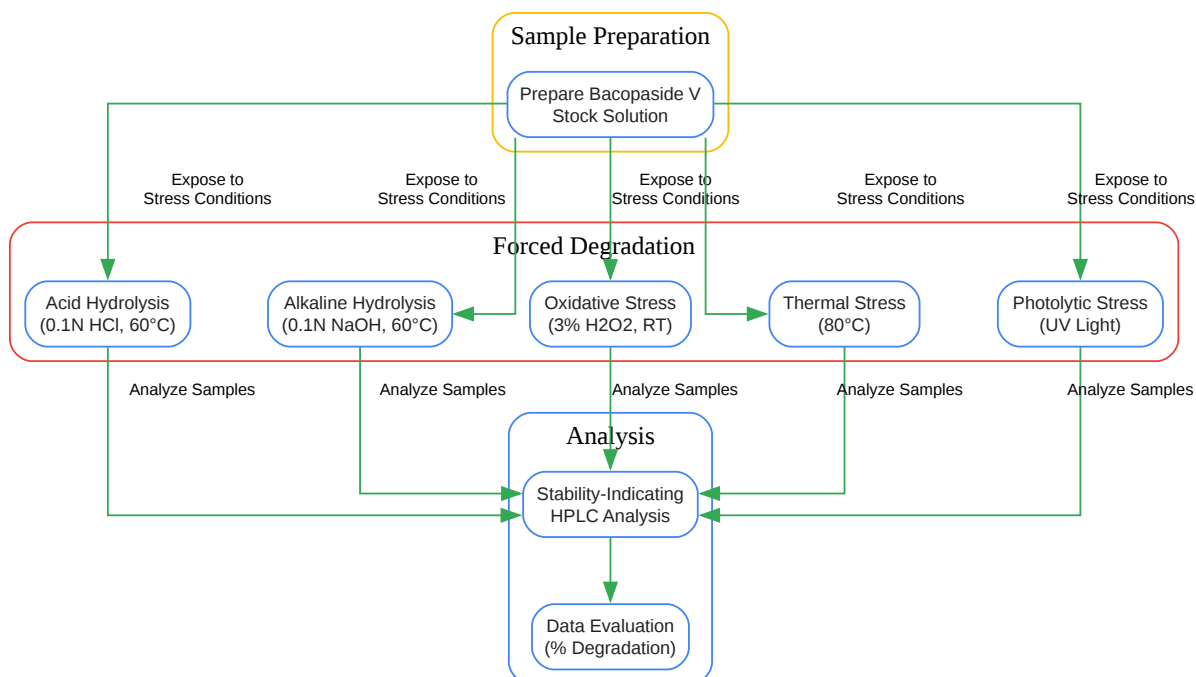 Sample Preparation
Prepare Bacopaside V
Stock Solution
Expose to
Stress Conditions
Expose to
Stress Conditions
Expose to
Stress Conditions
Expose to
Stress Conditions
Expose to
Stress Conditions
Forced Degradation
Acid Hydrolysis
(0.1N HCl, 60°C)
Alkaline Hydrolysis
(0.1N NaOH, 60°C)
Oxidative Stress
(3% H2O2, RT)
Thermal Stress
(80°C)
Photolytic Stress
(UV Light)
Analyze Samples
Analyze Samples
Analyze Samples
Analyze Samples
Analyze Samples
Analysis
Stability-Indicating
HPLC Analysis
Data Evaluation
(% Degradation)